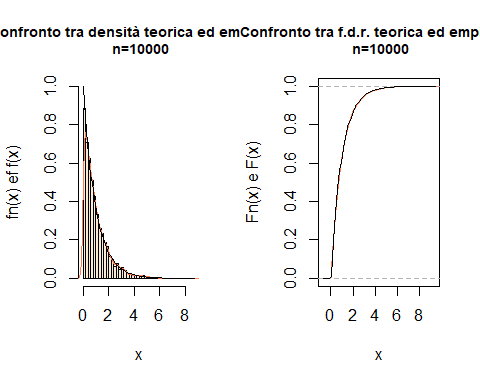 onfronto tra densità teorica ed em
n=10000
Confronto tra f.d.r. teorica ed emp
n=10000
fn(x) ef f(x)
0.0 0.2 0.4 0.6 0.8 1.0
0 2 4 6 8
x
Fn(x) e F(x)
0.0 0.2 0.4 0.6 0.8 1.0
0 2 4 6 8
x